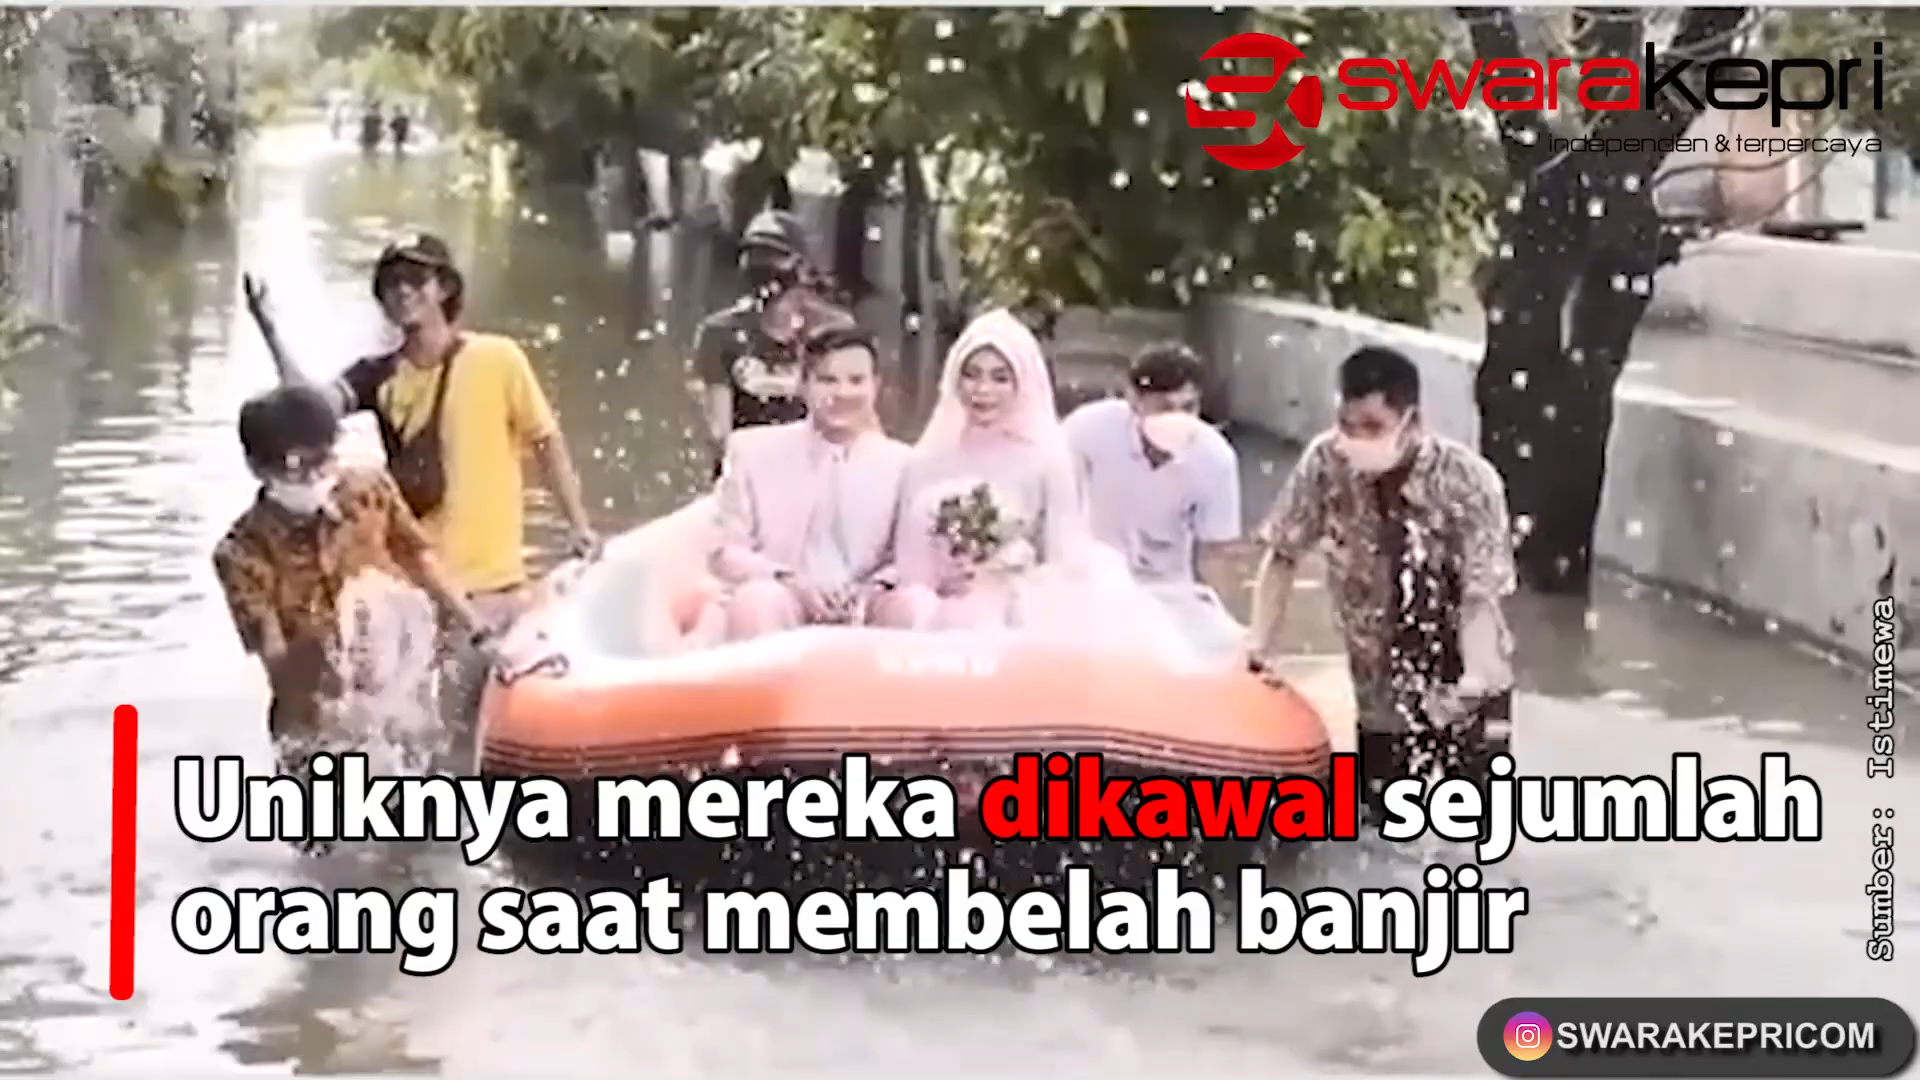 swarakepri
independen & terpercaya
Uniknya mereka dikawal sejumlah
orang saat membelah banjir
Sumber: Istimewa
SWARAKEPRICOM